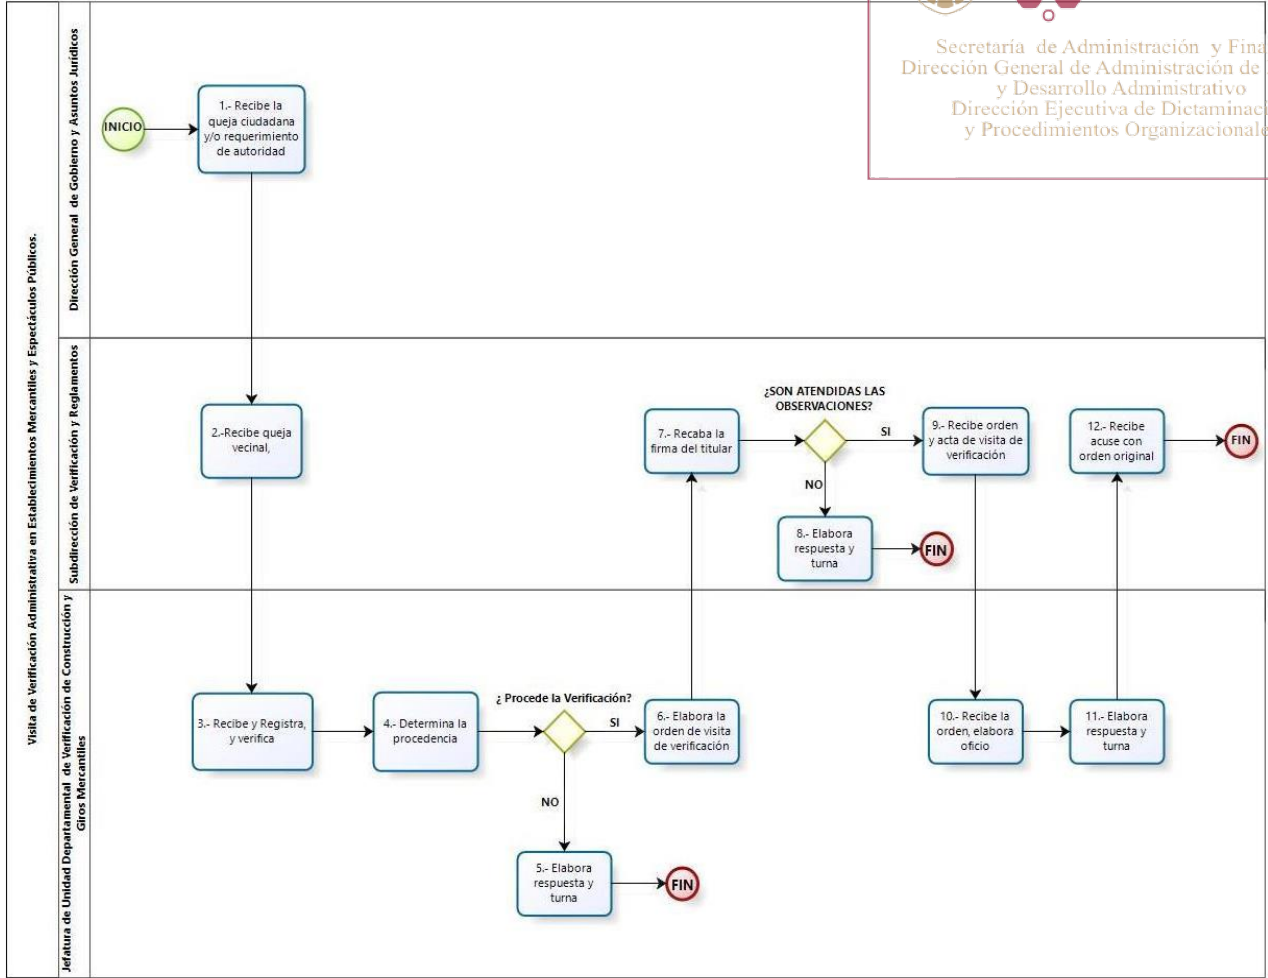 Secretaría de Administración y Fina
Dirección General de Administración de
y Desarrollo Administrativo
Dirección Ejecutiva de Dictaminaci
y Procedimientos Organizacionale
Visita de Verificación Administrativa en Establecimientos Mercantiles y Espectáculos Públicos.
Dirección General de Gobierno y Asuntos Jurídicos
INICIO
1.- Recibe la
queja ciudadana
y/o requerimiento
de autoridad
Subdirección de Verificación y Reglamentos
2.-Recibe queja
vecinal,
7.- Recaba la
firma del titular
¿SON ATENDIDAS LAS
OBSERVACIONES?
SI
NO
8.- Elabora
respuesta y
turna
FIN
9.- Recibe orden
y acta de visita de
verificación
12.- Recibe
acuse con
orden original
FIN
Jefatura de Unidad Departamental de Verificación de Construcción y
Giros Mercantiles
3.- Recibe y Registra,
y verifica
4.- Determina la
procedencia
¿ Procede la Verificación?
SI
NO
5.- Elabora
respuesta y
turna
FIN
6.- Elabora la
orden de visita
de verificación
10.- Recibe la
orden, elabora
oficio
11.- Elabora
respuesta y
turna